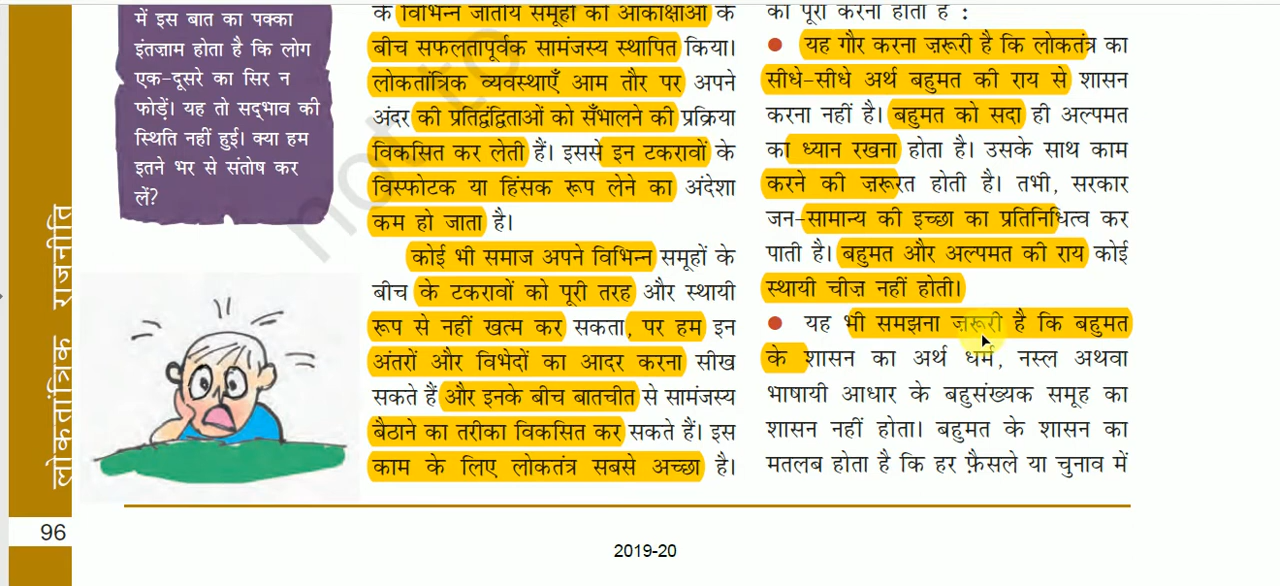 में इस बात का पक्का
इंतज़ाम होता है कि लोग
एक-दूसरे का सिर न
फोड़ें। यह तो सद्भाव की
स्थिति नहीं हुई। क्या हम
इतने भर से संतोष कर
लें?
लोकतांत्रिक राजनीति
96
के विभिन्न जातीय समूहों की आकांक्षाओं के
बीच सफलतापूर्वक सामंजस्य स्थापित किया।
लोकतांत्रिक व्यवस्थाएँ आम तौर पर अपने
अंदर की प्रतिद्वंद्विताओं को सँभालने की प्रक्रिया
विकसित कर लेती हैं। इससे इन टकरावों के
विस्फोटक या हिंसक रूप लेने का अंदेशा
कम हो जाता है।
कोई भी समाज अपने विभिन्न समूहों के
बीच के टकरावों को पूरी तरह और स्थायी
रूप से नहीं खत्म कर सकता, पर हम इन
अंतरों और विभेदों का आदर करना सीख
सकते हैं और इनके बीच बातचीत से सामंजस्य
बैठाने का तरीका विकसित कर सकते हैं। इस
काम के लिए लोकतंत्र सबसे अच्छा है।
को पूरा करना होता है :
● यह गौर करना ज़रूरी है कि लोकतंत्र का
सीधे-सीधे अर्थ बहुमत की राय से शासन
करना नहीं है। बहुमत को सदा ही अल्पमत
का ध्यान रखना होता है। उसके साथ काम
करने की ज़रूरत होती है। तभी, सरकार
जन-सामान्य की इच्छा का प्रतिनिधित्व कर
पाती है। बहुमत और अल्पमत की राय कोई
स्थायी चीज़ नहीं होती।
● यह भी समझना ज़रूरी है कि बहुमत
के शासन का अर्थ धर्म, नस्ल अथवा
भाषायी आधार के बहुसंख्यक समूह का
शासन नहीं होता। बहुमत के शासन का
मतलब होता है कि हर फ़ैसले या चुनाव में
not to
2019-20